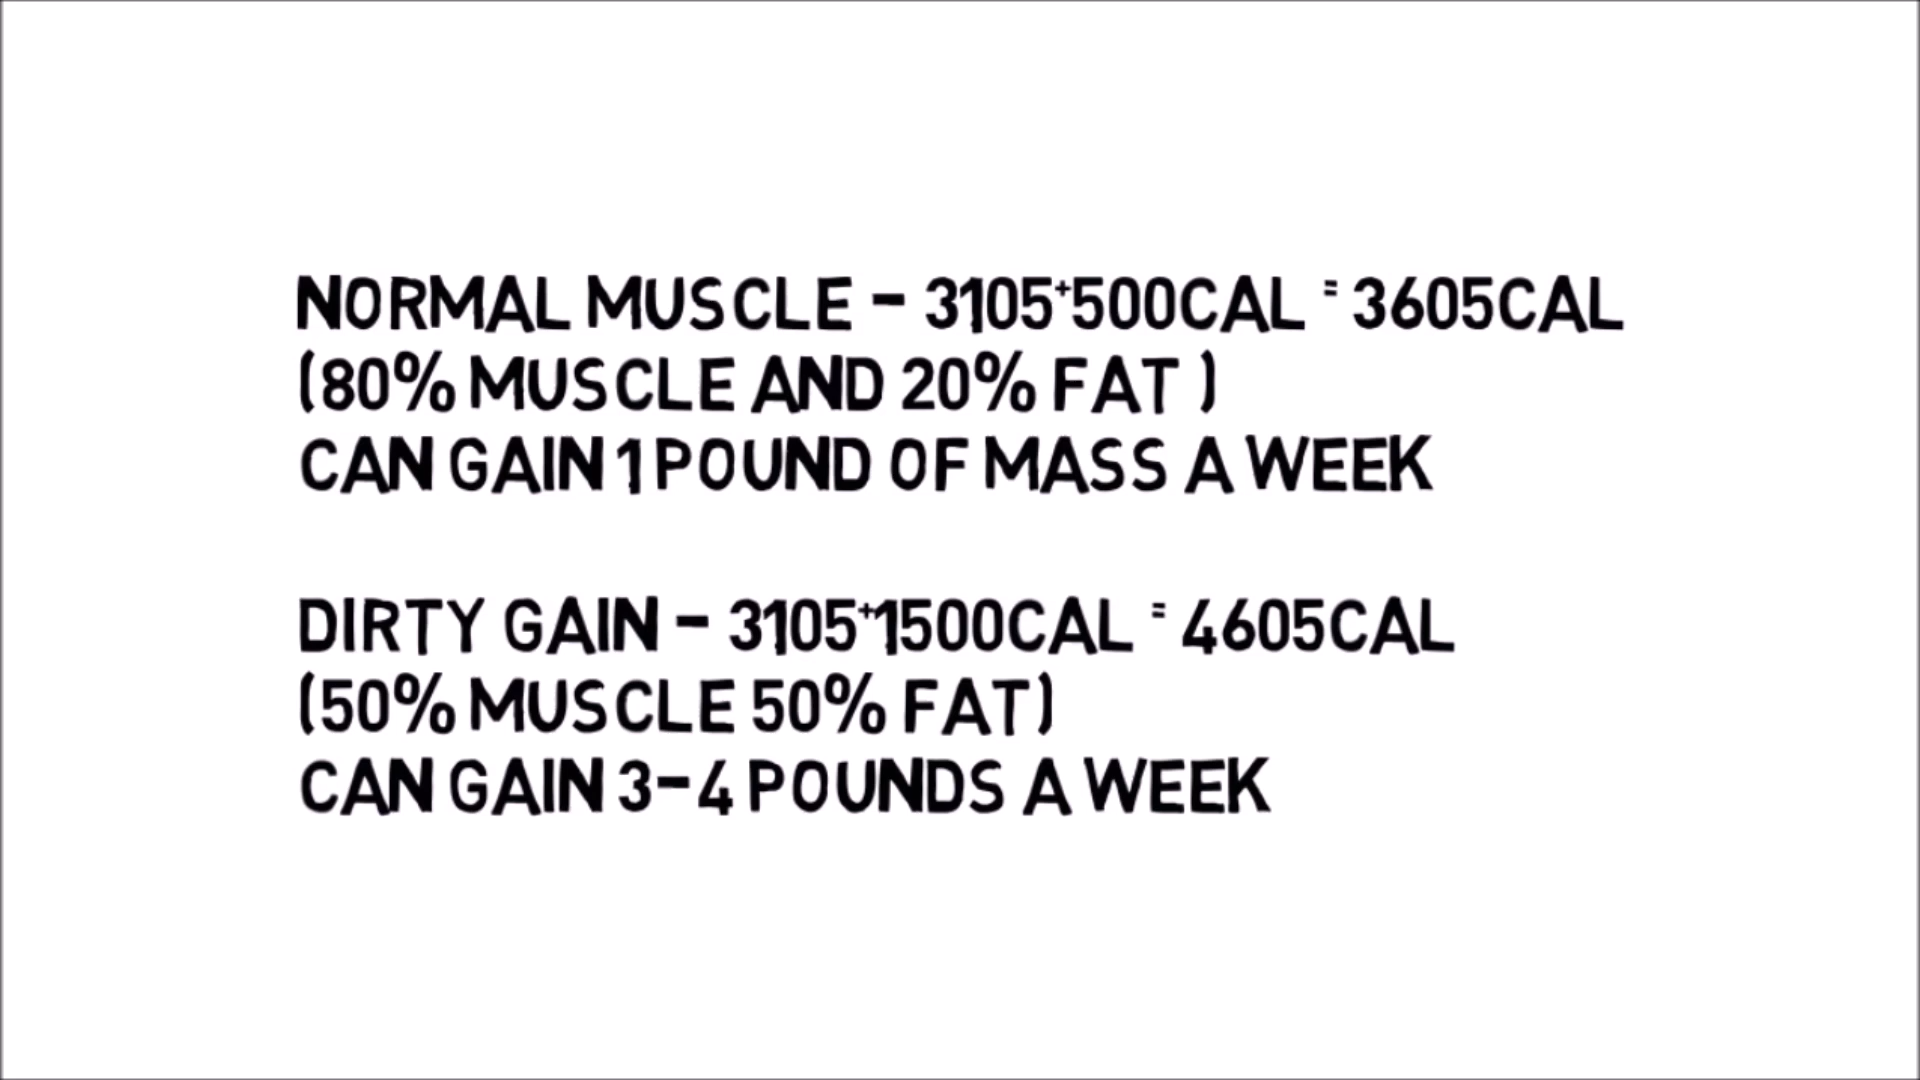 NORMAL MUSCLE - 3105+500CAL = 3605CAL
(80% MUSCLE AND 20% FAT )
CAN GAIN 1 POUND OF MASS A WEEK
DIRTY GAIN - 3105+1500CAL = 4605CAL
(50% MUSCLE 50% FAT)
CAN GAIN 3-4 POUNDS A WEEK